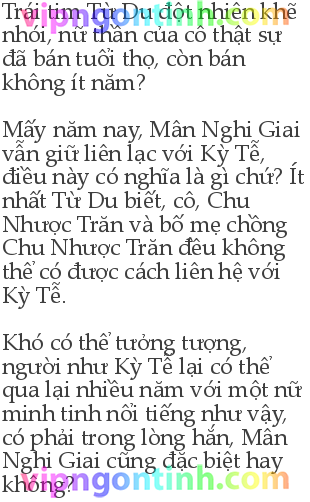 Trái tim Từ Du đột nhiên khẽ
nhói, nữ thần của cô thật sự
đã bán tuổi thọ, còn bán
không ít năm?
Mấy năm nay, Mân Nghi Giai
vẫn giữ liên lạc với Kỳ Tễ,
điều này có nghĩa là gì chứ? Ít
nhất Từ Du biết, cô, Chu
Nhược Trăn và bố mẹ chồng
Chu Nhược Trăn đều không
thể có được cách liên hệ với
Kỳ Tễ.
Khó có thể tưởng tượng,
người như Kỳ Tễ lại có thể
qua lại nhiều năm với một nữ
minh tinh nổi tiếng như vậy,
có phải trong lòng hắn, Mân
Nghi Giai cũng đặc biệt hay
không?
vipngontinh.com
vipngontinh.com